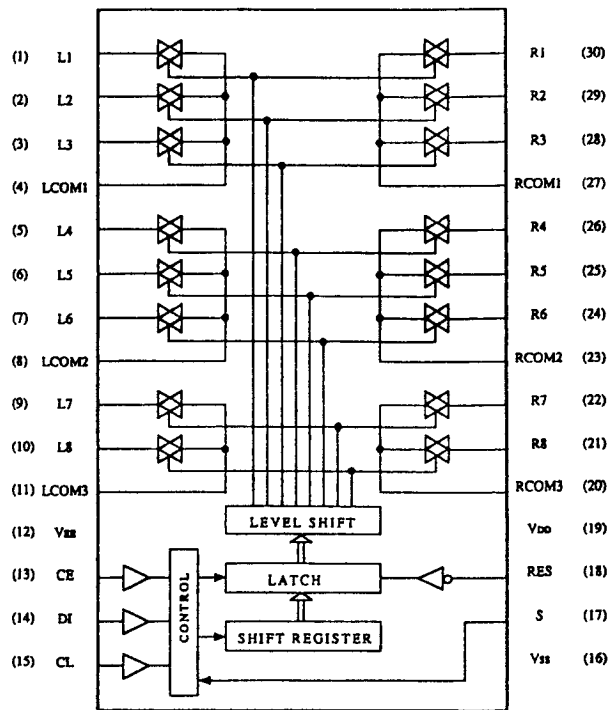 (1) L1 R1 (30)
(2) L2 R2 (29)
(3) L3 R3 (28)
(4) LCOM1 RCOM1 (27)
(5) L4 R4 (26)
(6) L5 R5 (25)
(7) L6 R6 (24)
(8) LCOM2 RCOM2 (23)
(9) L7 R7 (22)
(10) L8 R8 (21)
(11) LCOM3 RCOM3 (20)
LEVEL SHIFT
(12) VEE VDD (19)
(13) CE LATCH RES (18)
CONTROL
(14) DI SHIFT REGISTER S (17)
(15) CL Vss (16)